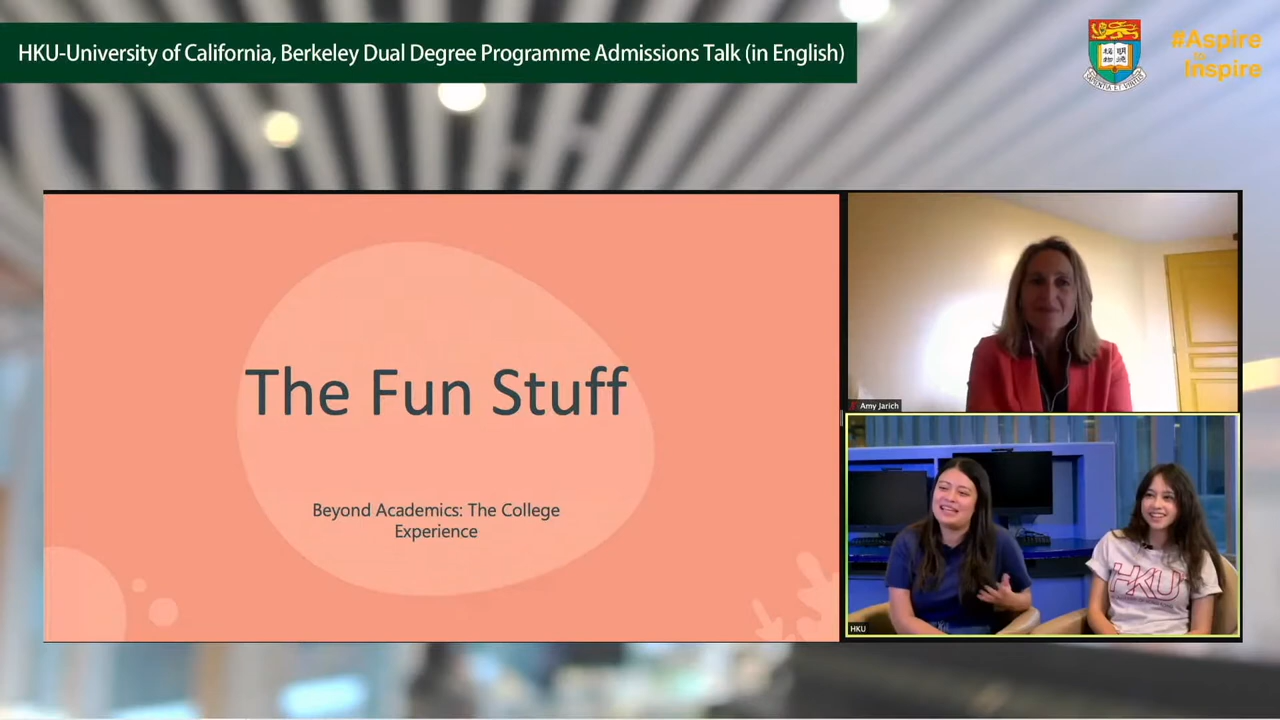 HKU-University of California, Berkeley Dual Degree Programme Admissions Talk (in English)
#Aspire
for
Inspire
The Fun Stuff
Beyond Academics: The College
Experience
Amy Jarich
HKU
HKU